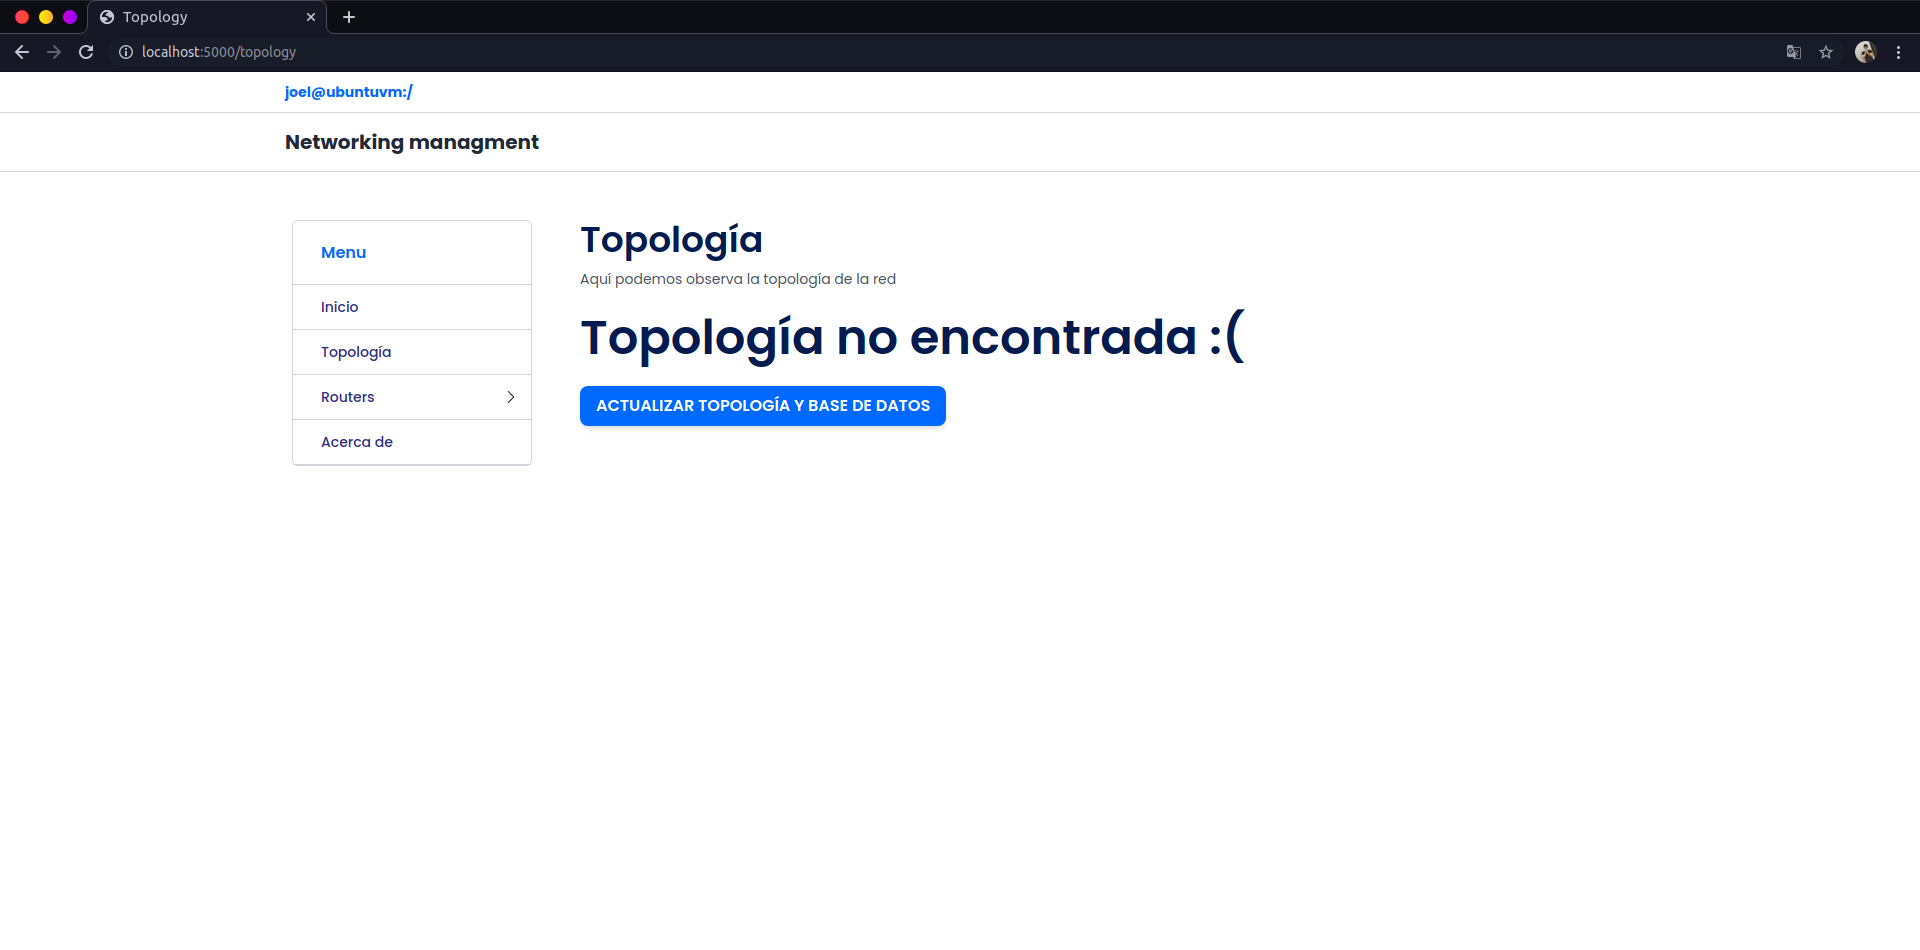 Topology
localhost:5000/topology
joel@ubuntuvm:/
Networking managment
Menu
Inicio
Topología
Routers
Acerca de
Topología
Aquí podemos observa la topología de la red
Topología no encontrada :(
ACTUALIZAR TOPOLOGÍA Y BASE DE DATOS